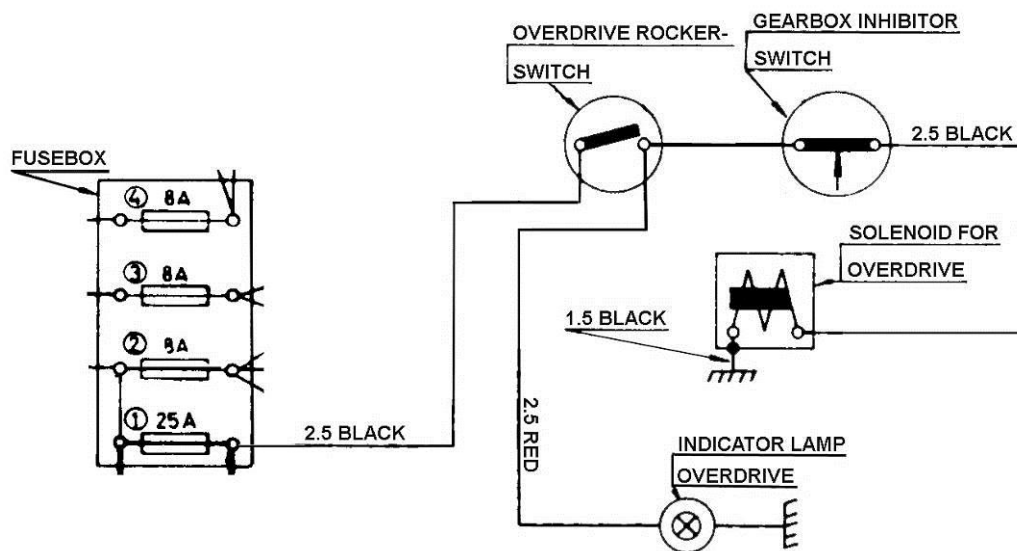 OVERDRIVE ROCKER-
SWITCH
GEARBOX INHIBITOR
SWITCH
2.5 BLACK
FUSEBOX
④ 8A
③ 8A
② 8A
① 25A
2.5 BLACK
SOLENOID FOR
OVERDRIVE
1.5 BLACK
2.5 RED
INDICATOR LAMP
OVERDRIVE